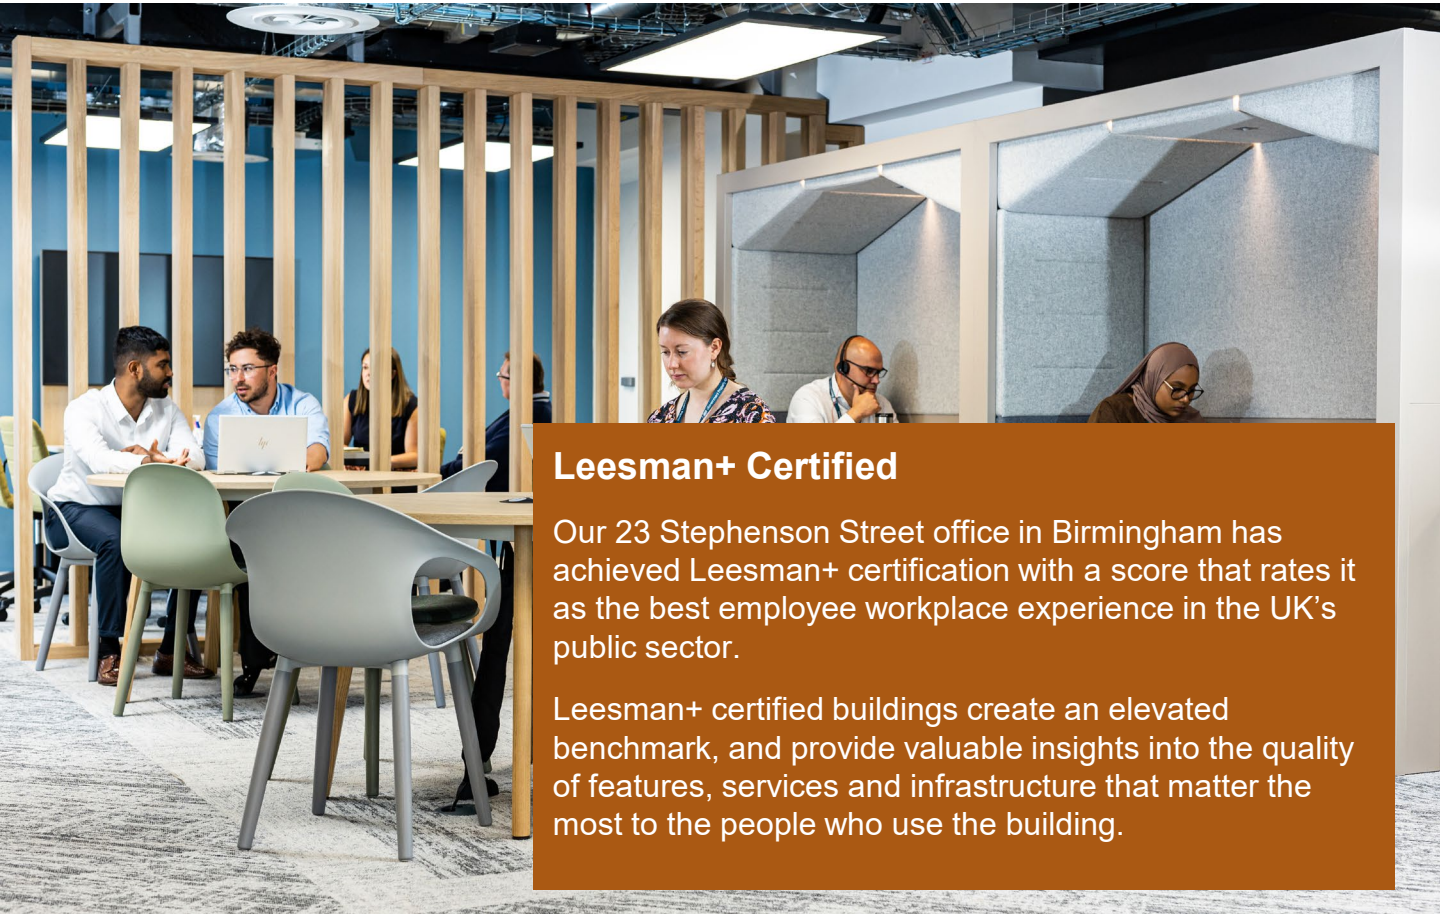 hp
Leesman+ Certified
Our 23 Stephenson Street office in Birmingham has
achieved Leesman+ certification with a score that rates it
as the best employee workplace experience in the UK’s
public sector.
Leesman+ certified buildings create an elevated
benchmark, and provide valuable insights into the quality
of features, services and infrastructure that matter the
most to the people who use the building.